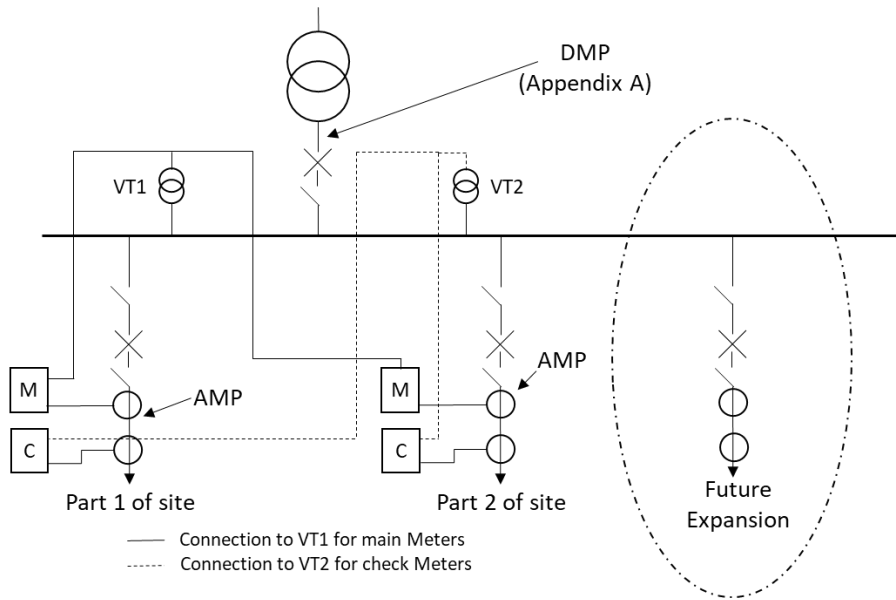 DMP
(Appendix A)
VT1
VT2
M
AMP
C
M
AMP
C
Part 1 of site
Part 2 of site
Future
Expansion
Connection to VT1 for main Meters
Connection to VT2 for check Meters